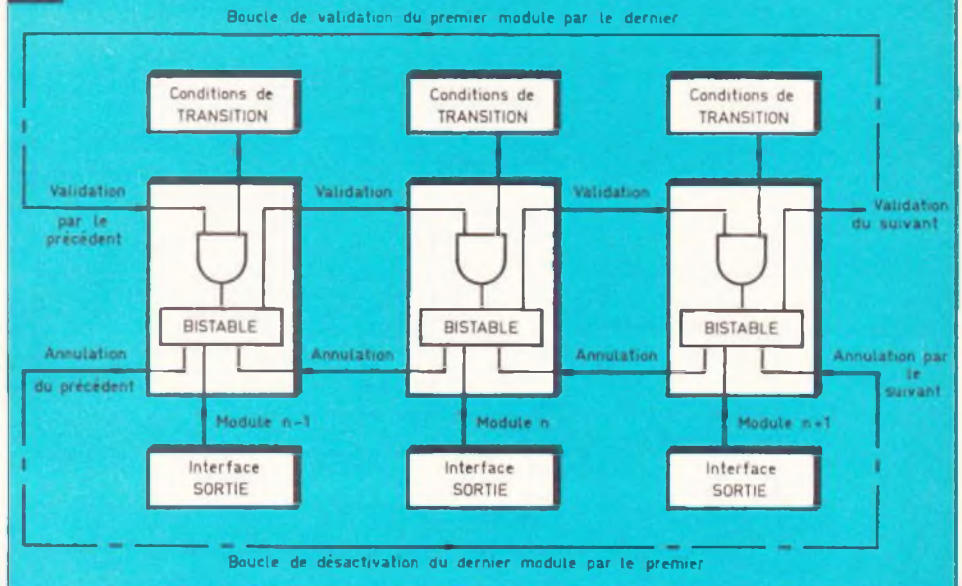 Boucle de validation du premier module par le dernier
Conditions de
TRANSITION
Conditions de
TRANSITION
Conditions de
TRANSITION
Validation
par le
précédent
Validation
Validation
Validation
du suivant
BISTABLE
BISTABLE
BISTABLE
Annulation
du précédent
Annulation
Annulation
Annulation par
le
suivant
Module n-1
Module n
Module n+1
Interface
SORTIE
Interface
SORTIE
Interface
SORTIE
Boucle de désactivation du dernier module par le premier